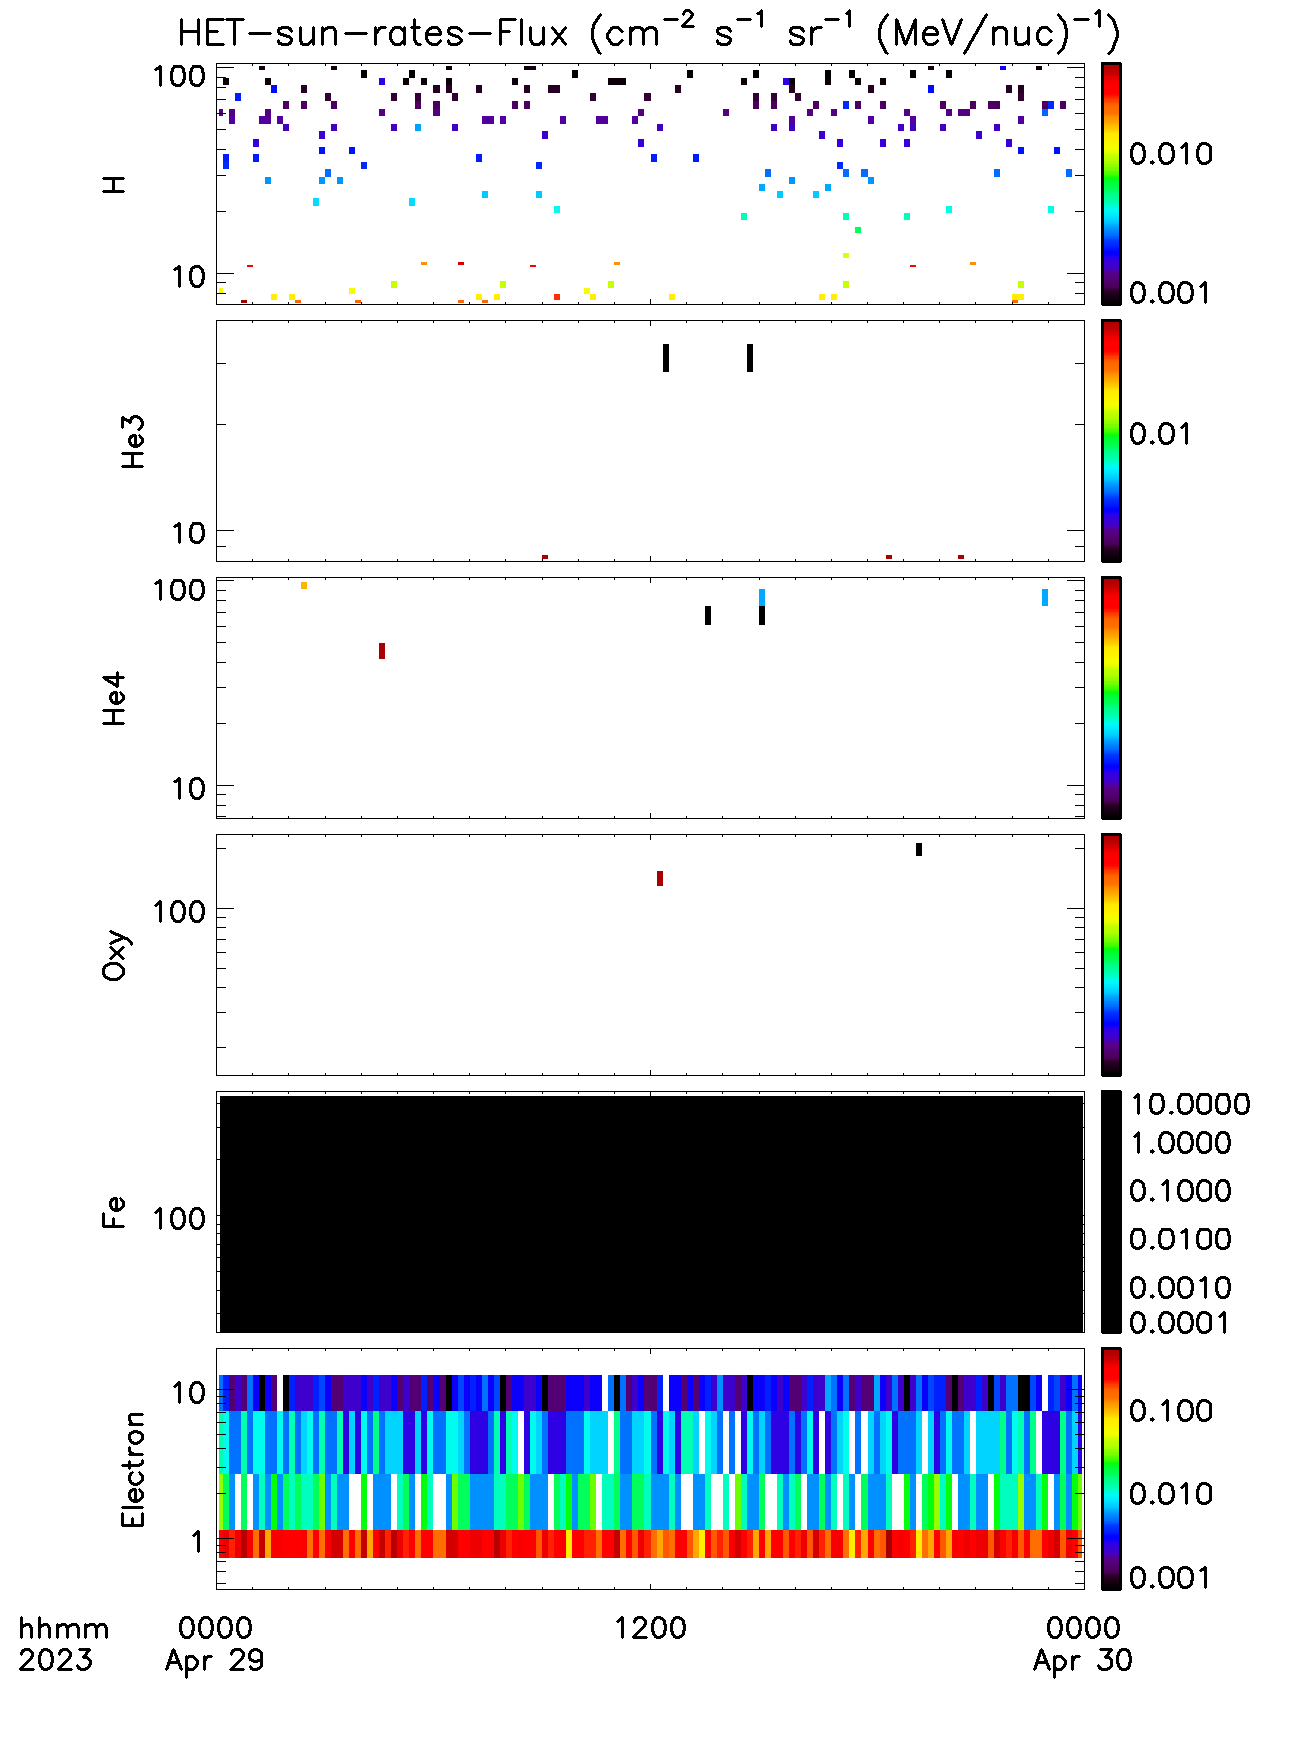 HET-sun-rates-Flux (cm⁻² s⁻¹ sr⁻¹ (MeV/nuc)⁻¹)
100
10
H
0.010
0.001
10
He3
0.01
100
10
He4
100
Oxy
100
Fe
10.0000
1.0000
0.1000
0.0100
0.0010
0.0001
10
1
Electron
0.100
0.010
0.001
hhmm 0000 1200 0000
2023 Apr 29 Apr 30